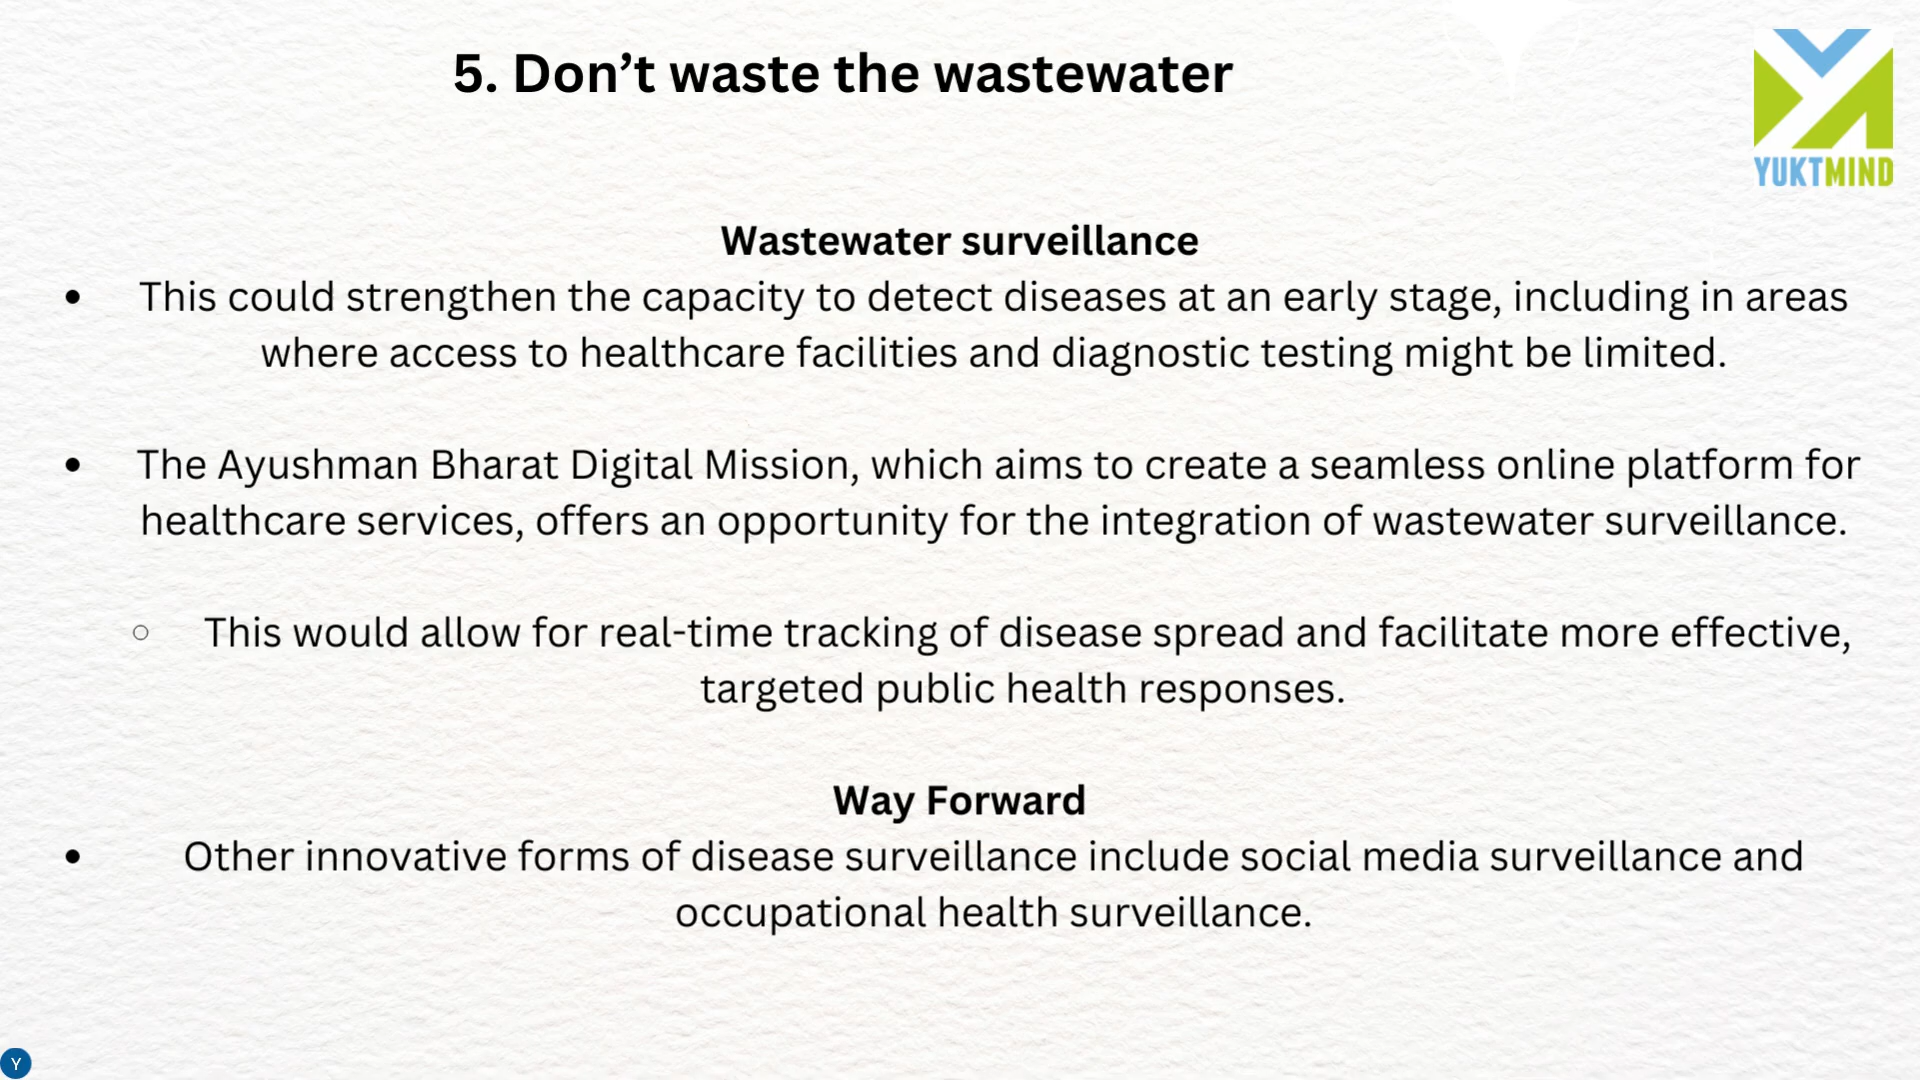 5. Don’t waste the wastewater
YUKTMIND
Wastewater surveillance
• This could strengthen the capacity to detect diseases at an early stage, including in areas
where access to healthcare facilities and diagnostic testing might be limited.
• The Ayushman Bharat Digital Mission, which aims to create a seamless online platform for
healthcare services, offers an opportunity for the integration of wastewater surveillance.
○ This would allow for real-time tracking of disease spread and facilitate more effective,
targeted public health responses.
Way Forward
• Other innovative forms of disease surveillance include social media surveillance and
occupational health surveillance.
Y